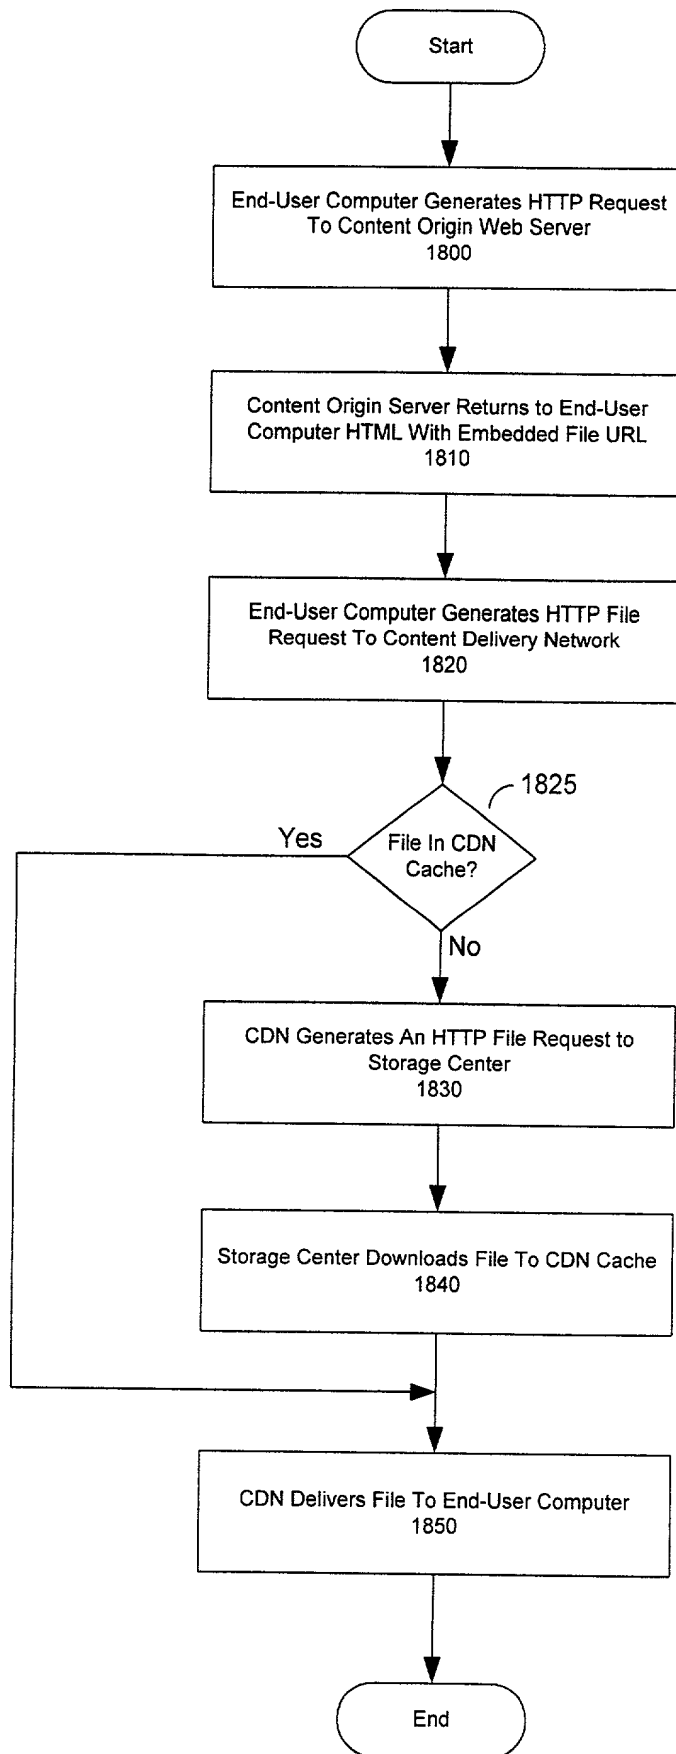 Start
End-User Computer Generates HTTP Request
To Content Origin Web Server
1800
Content Origin Server Returns to End-User
Computer HTML With Embedded File URL
1810
End-User Computer Generates HTTP File
Request To Content Delivery Network
1820
1825
Yes
File In CDN
Cache?
No
CDN Generates An HTTP File Request to
Storage Center
1830
Storage Center Downloads File To CDN Cache
1840
CDN Delivers File To End-User Computer
1850
End